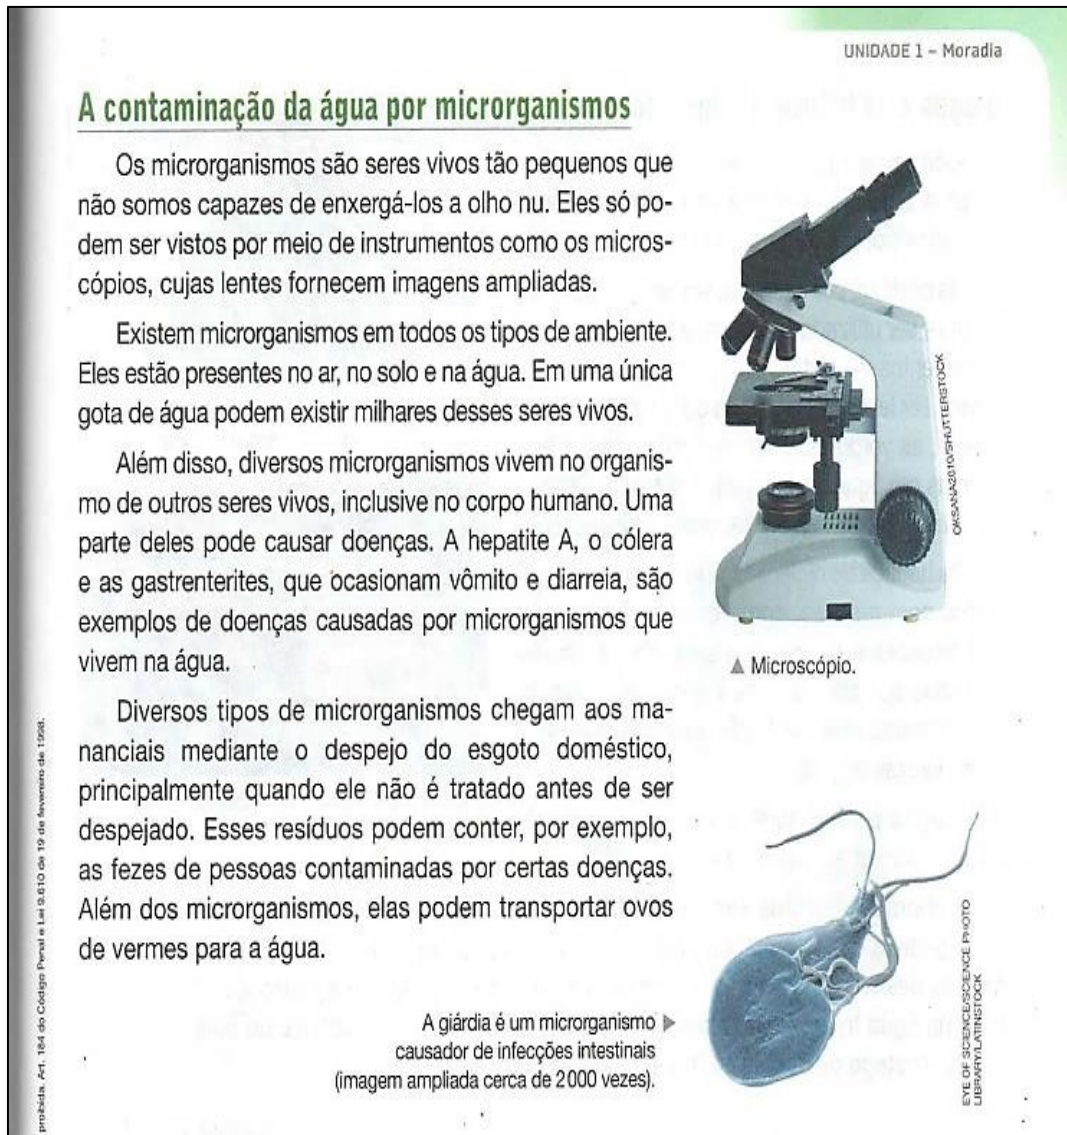 UNIDADE 1 – Moradia
A contaminação da água por microrganismos
Os microrganismos são seres vivos tão pequenos que
não somos capazes de enxergá-los a olho nu. Eles só po-
dem ser vistos por meio de instrumentos como os micros-
cópios, cujas lentes fornecem imagens ampliadas.
Existem microrganismos em todos os tipos de ambiente.
Eles estão presentes no ar, no solo e na água. Em uma única
gota de água podem existir milhares desses seres vivos.
Além disso, diversos microrganismos vivem no organis-
mo de outros seres vivos, inclusive no corpo humano. Uma
parte deles pode causar doenças. A hepatite A, o cólera
e as gastrenterites, que ocasionam vômito e diarreia, são
exemplos de doenças causadas por microrganismos que
vivem na água.
Diversos tipos de microrganismos chegam aos ma-
nanciais mediante o despejo do esgoto doméstico,
principalmente quando ele não é tratado antes de ser
despejado. Esses resíduos podem conter, por exemplo,
as fezes de pessoas contaminadas por certas doenças.
Além dos microrganismos, elas podem transportar ovos
de vermes para a água.
OKSANA2010/SHUTTERSTOCK
▲ Microscópio.
A giárdia é um microrganismo ▶
causador de infecções intestinais
(imagem ampliada cerca de 2000 vezes).
EYE OF SCIENCE/SCIENCE PHOTO
LIBRARY/LATINSTOCK
proibida. Art. 184 do Código Penal e Lei 9.610 de 19 de fevereiro de 1998.